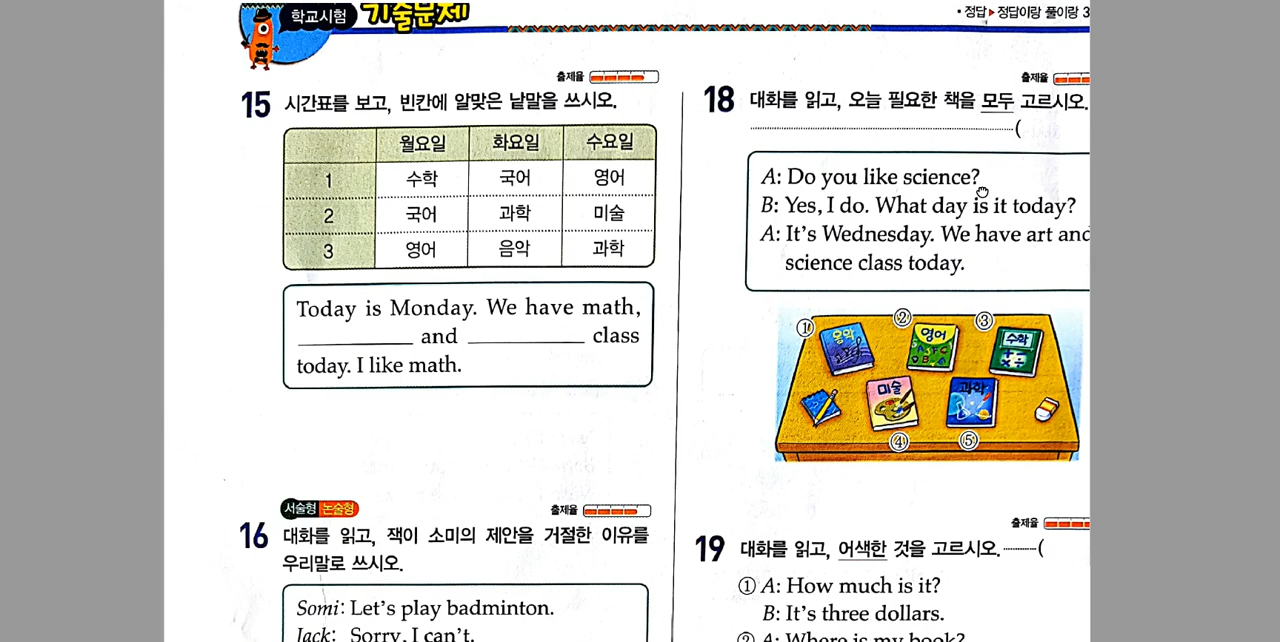 학교시험 기출문제
• 정답▶정답이랑 풀이랑 3
출제율
15 시간표를 보고, 빈칸에 알맞은 낱말을 쓰시오.
월요일 화요일 수요일
1 수학 국어 영어
2 국어 과학 미술
3 영어 음악 과학
Today is Monday. We have math,
____________ and ____________ class
today. I like math.
서술형 논술형
출제율
16 대화를 읽고, 잭이 소미의 제안을 거절한 이유를
우리말로 쓰시오.
Somi: Let's play badminton.
Jack: Sorry, I can't.
출제율
18 대화를 읽고, 오늘 필요한 책을 모두 고르시오.
(
A: Do you like science?
B: Yes, I do. What day is it today?
A: It's Wednesday. We have art and
science class today.
① ② ③
음악 영어 수학
미술 과학
④ ⑤
출제율
19 대화를 읽고, 어색한 것을 고르시오. (
① A: How much is it?
B: It's three dollars.
② A: Where is my book?